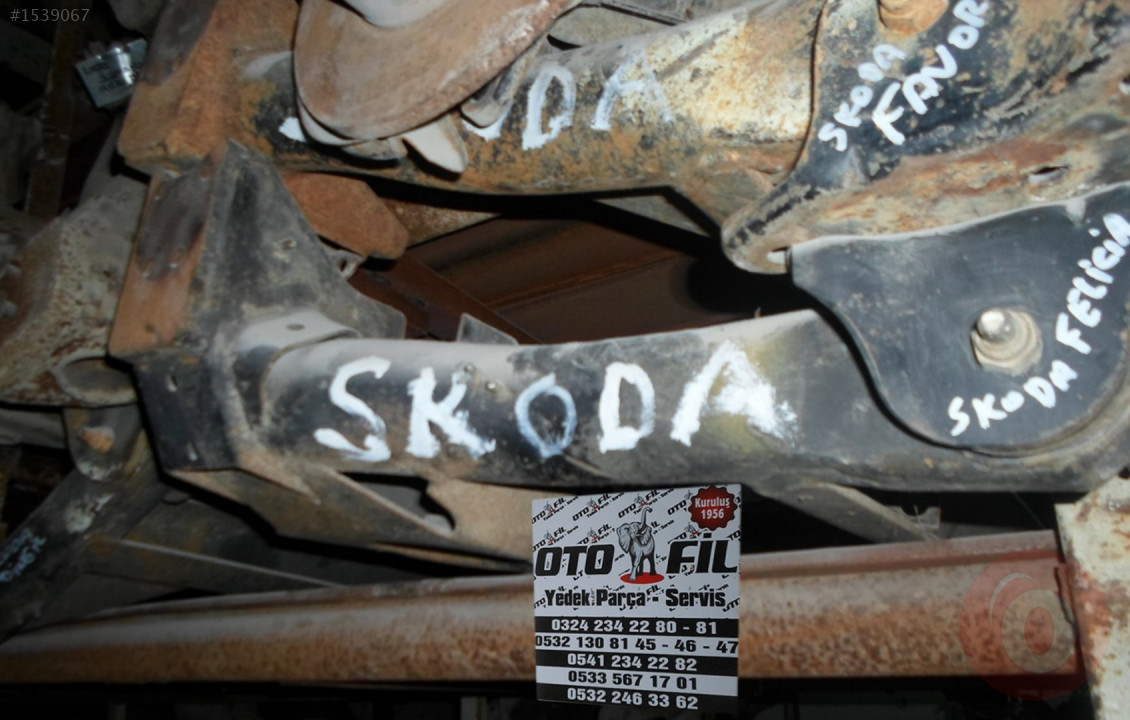 #1539067
SKODA
FAVOR
DA
SKODA FELICIA
SKODA
Kuruluş
1956
OTO FİL
Yedek Parça - Servis
0324 234 22 80 - 81
0532 130 81 45 - 46 - 47
0541 234 22 82
0533 567 17 01
0532 246 33 62